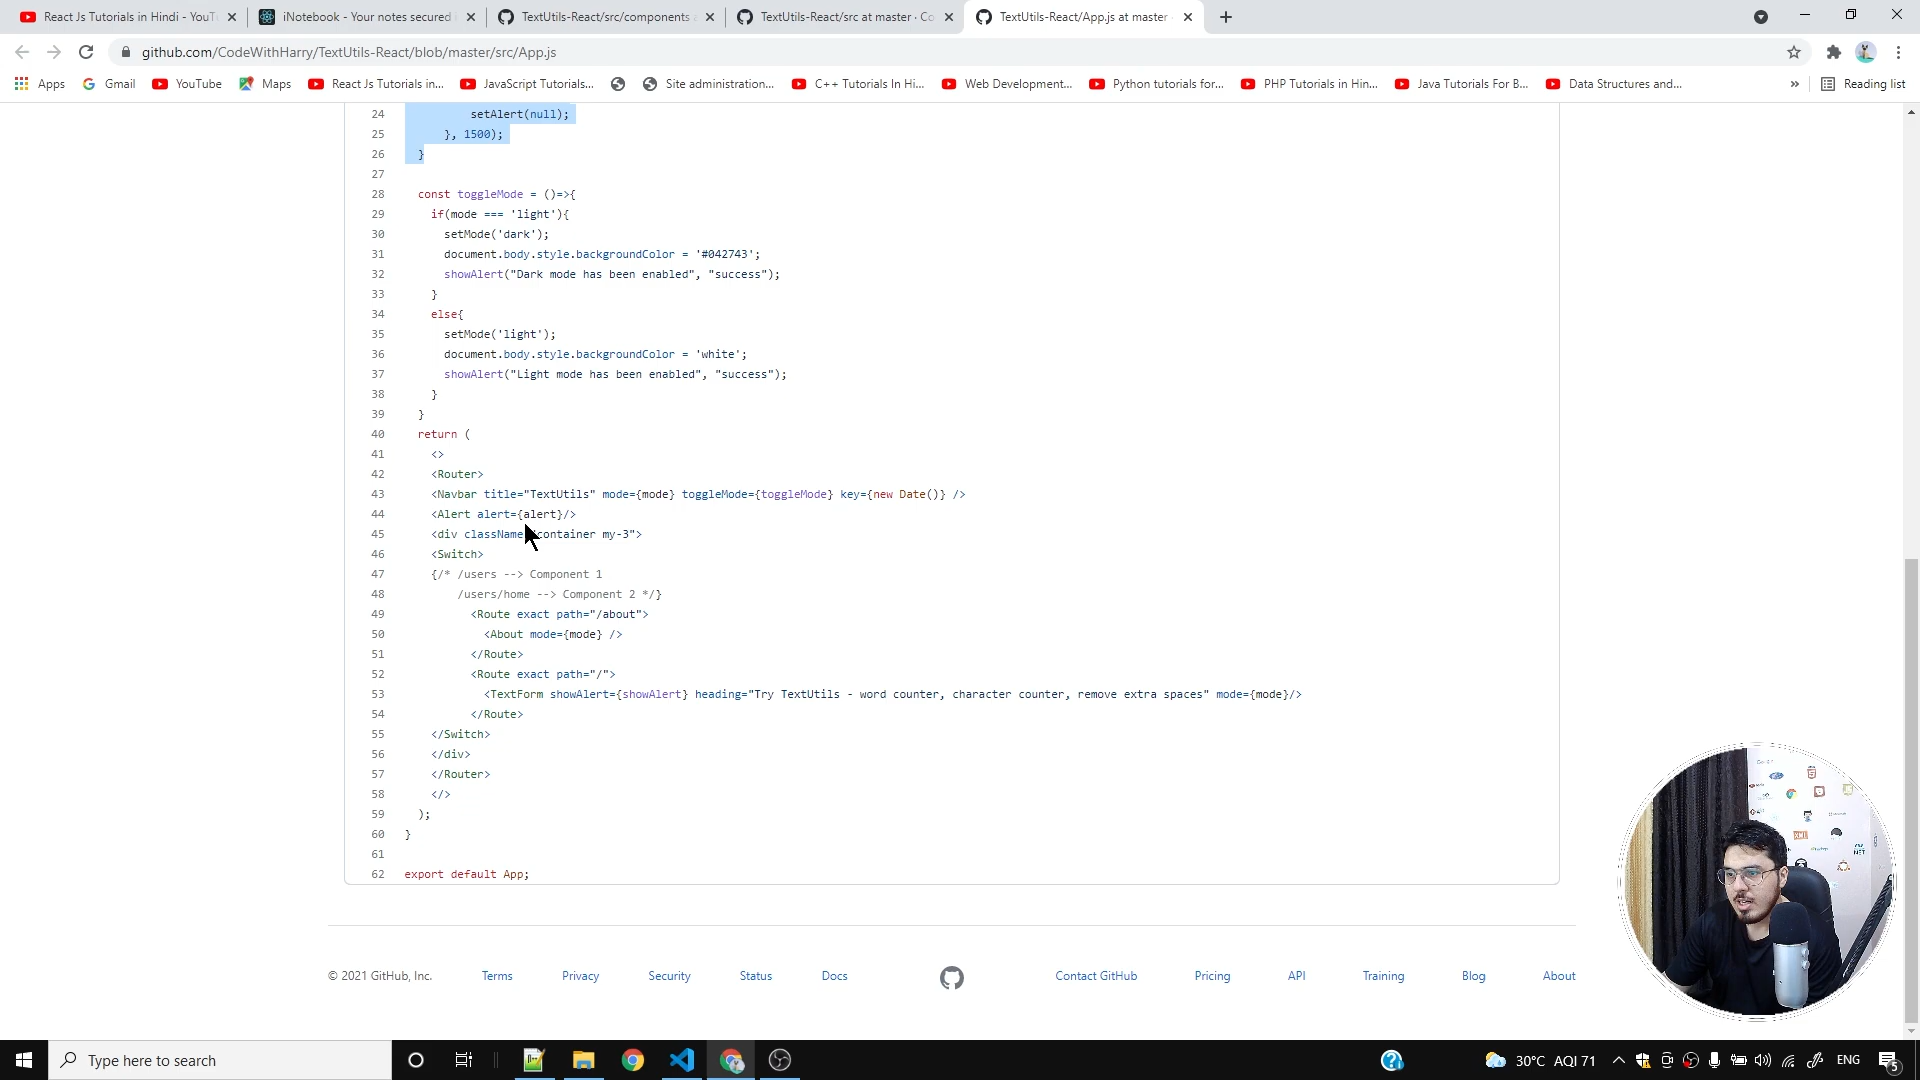 React Js Tutorials in Hindi - YouT
iNotebook - Your notes secured
TextUtils-React/src/components
TextUtils-React/src at master · Co
TextUtils-React/App.js at master
github.com/CodeWithHarry/TextUtils-React/blob/master/src/App.js
Apps
Gmail
YouTube
Maps
React Js Tutorials in...
JavaScript Tutorials...
Site administration...
C++ Tutorials In Hi...
Web Development...
Python tutorials for...
PHP Tutorials in Hin...
Java Tutorials For B...
Data Structures and...
»
Reading list
24 setAlert(null);
25 }, 1500);
26 }
27
28 const toggleMode = ()=>{
29 if(mode === 'light'){
30 setMode('dark');
31 document.body.style.backgroundColor = '#042743';
32 showAlert("Dark mode has been enabled", "success");
33 }
34 else{
35 setMode('light');
36 document.body.style.backgroundColor = 'white';
37 showAlert("Light mode has been enabled", "success");
38 }
39 }
40 return (
41 <>
42 <Router>
43 <Navbar title="TextUtils" mode={mode} toggleMode={toggleMode} key={new Date()} />
44 <Alert alert={alert}/>
45 <div className container my-3">
46 <Switch>
47 {/* /users --> Component 1
48 /users/home --> Component 2 */}
49 <Route exact path="/about">
50 <About mode={mode} />
51 </Route>
52 <Route exact path="/">
53 <TextForm showAlert={showAlert} heading="Try TextUtils - word counter, character counter, remove extra spaces" mode={mode}/>
54 </Route>
55 </Switch>
56 </div>
57 </Router>
58 </>
59 );
60 }
61
62 export default App;
© 2021 GitHub, Inc.
Terms
Privacy
Security
Status
Docs
Contact GitHub
Pricing
API
Training
Blog
About
Type here to search
30°C AQI 71
ENG
5